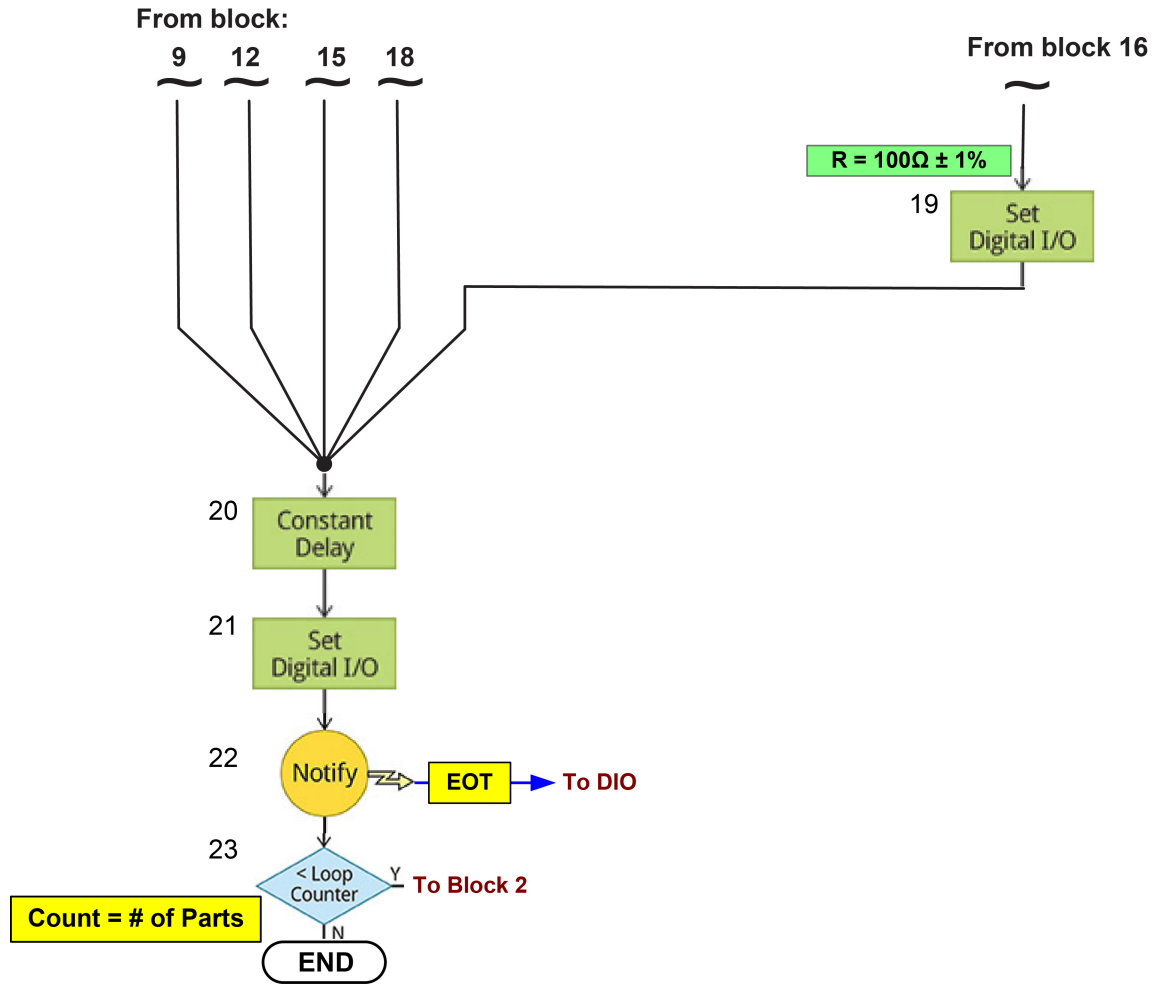 From block:
9 12 15 18
From block 16
R = 100Ω ± 1%
19
Set
Digital I/O
20
Constant
Delay
21
Set
Digital I/O
22
Notify
EOT
To DIO
23
< Loop
Counter
Y
To Block 2
Count = # of Parts
N
END